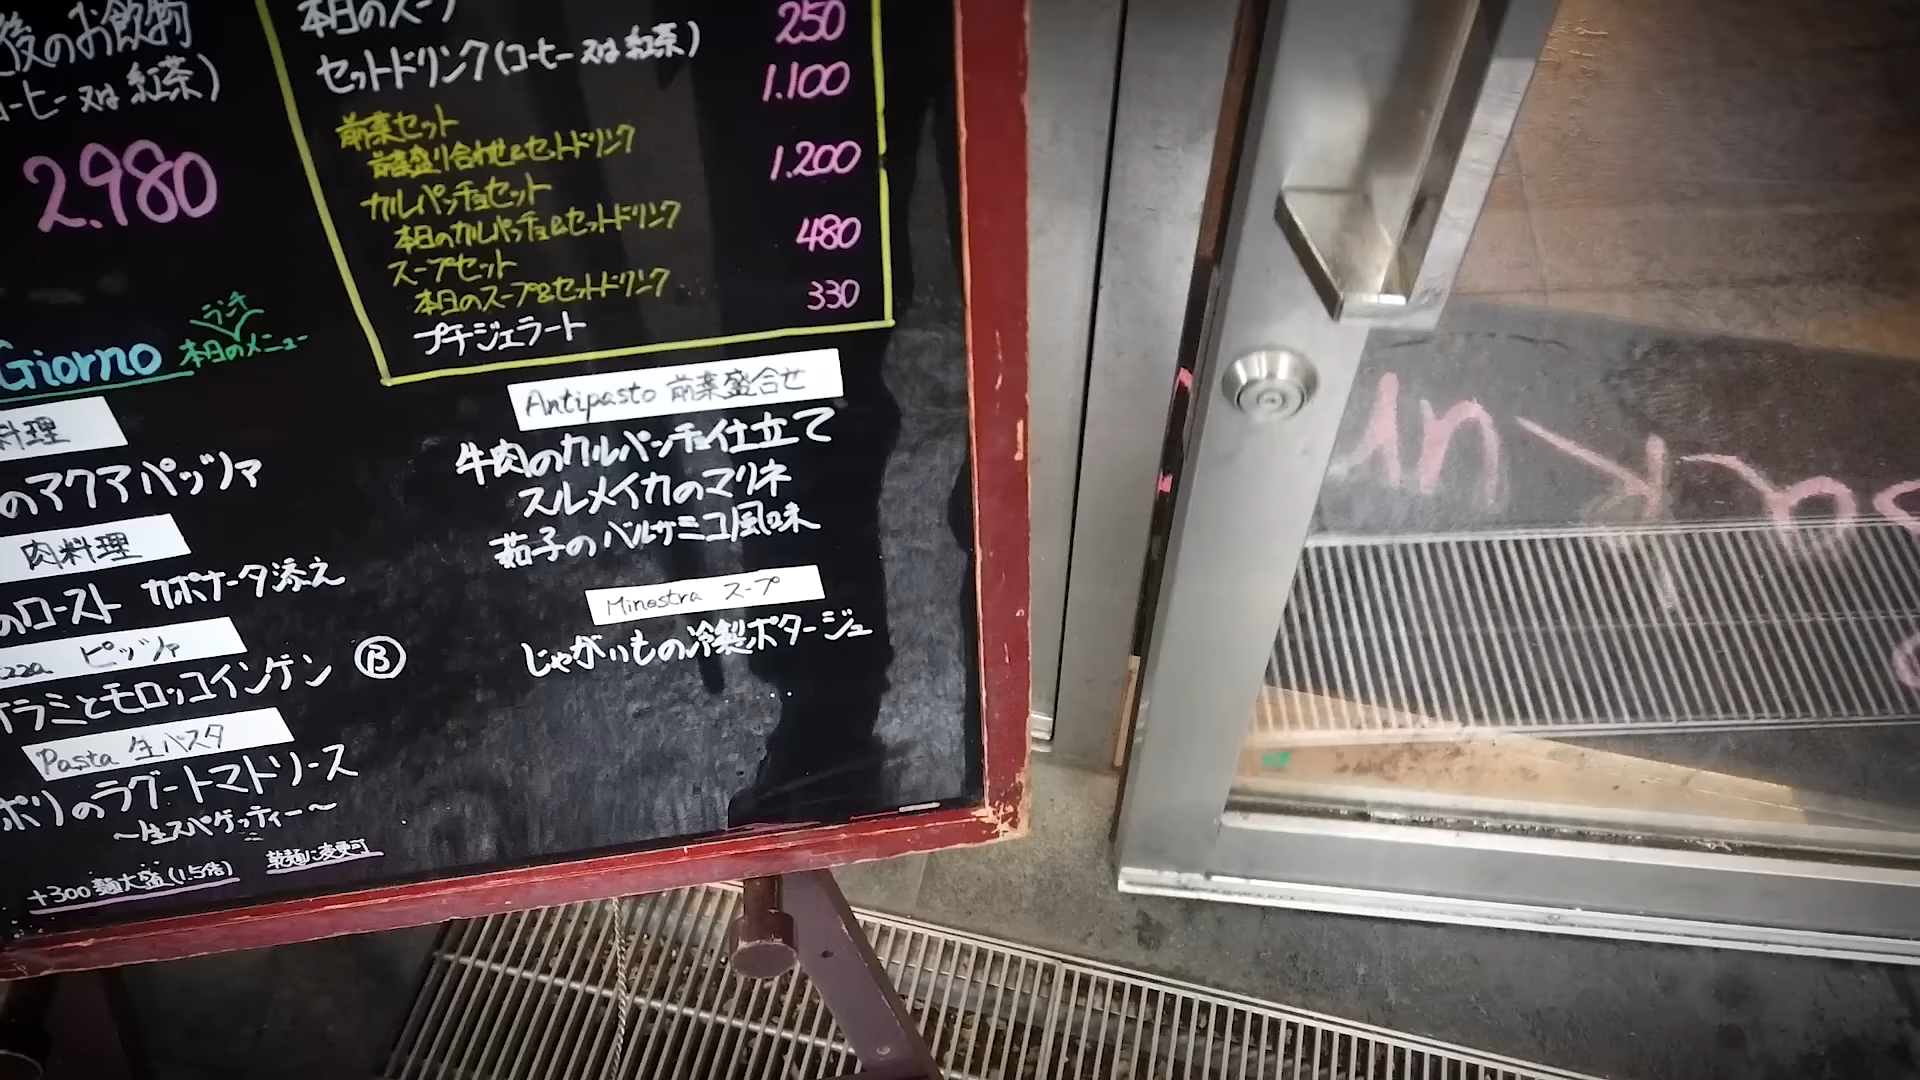 後のお飲物
コーヒー 又は 紅茶)
2.980
本日のスープ
250
セットドリンク(コーヒー 又は 紅茶)
1.100
前菜セット
前菜盛り合わせ&セットドリンク
1.200
カルパッチョセット
本日のカルパッチョ&セットドリンク
480
スープセット
本日のスープ&セットドリンク
330
プチジェラート
Giorno
ランチ
本日のメニュー
料理
のアクアパッツァ
肉料理
のロースト カポナータ添え
zza ピッツァ
ラミとモロッコインゲン Ⓑ
Pasta 生パスタ
ポリのラグートマトソース
~生スパゲッティー~
+300 麺大盛(1.5倍)
乾麺に変更可
Antipasto 前菜盛合せ
牛肉のカルパッチョ仕立て
スルメイカのマリネ
茄子のバルサミコ風味
Minestra スープ
じゃがいもの冷製ポタージュ